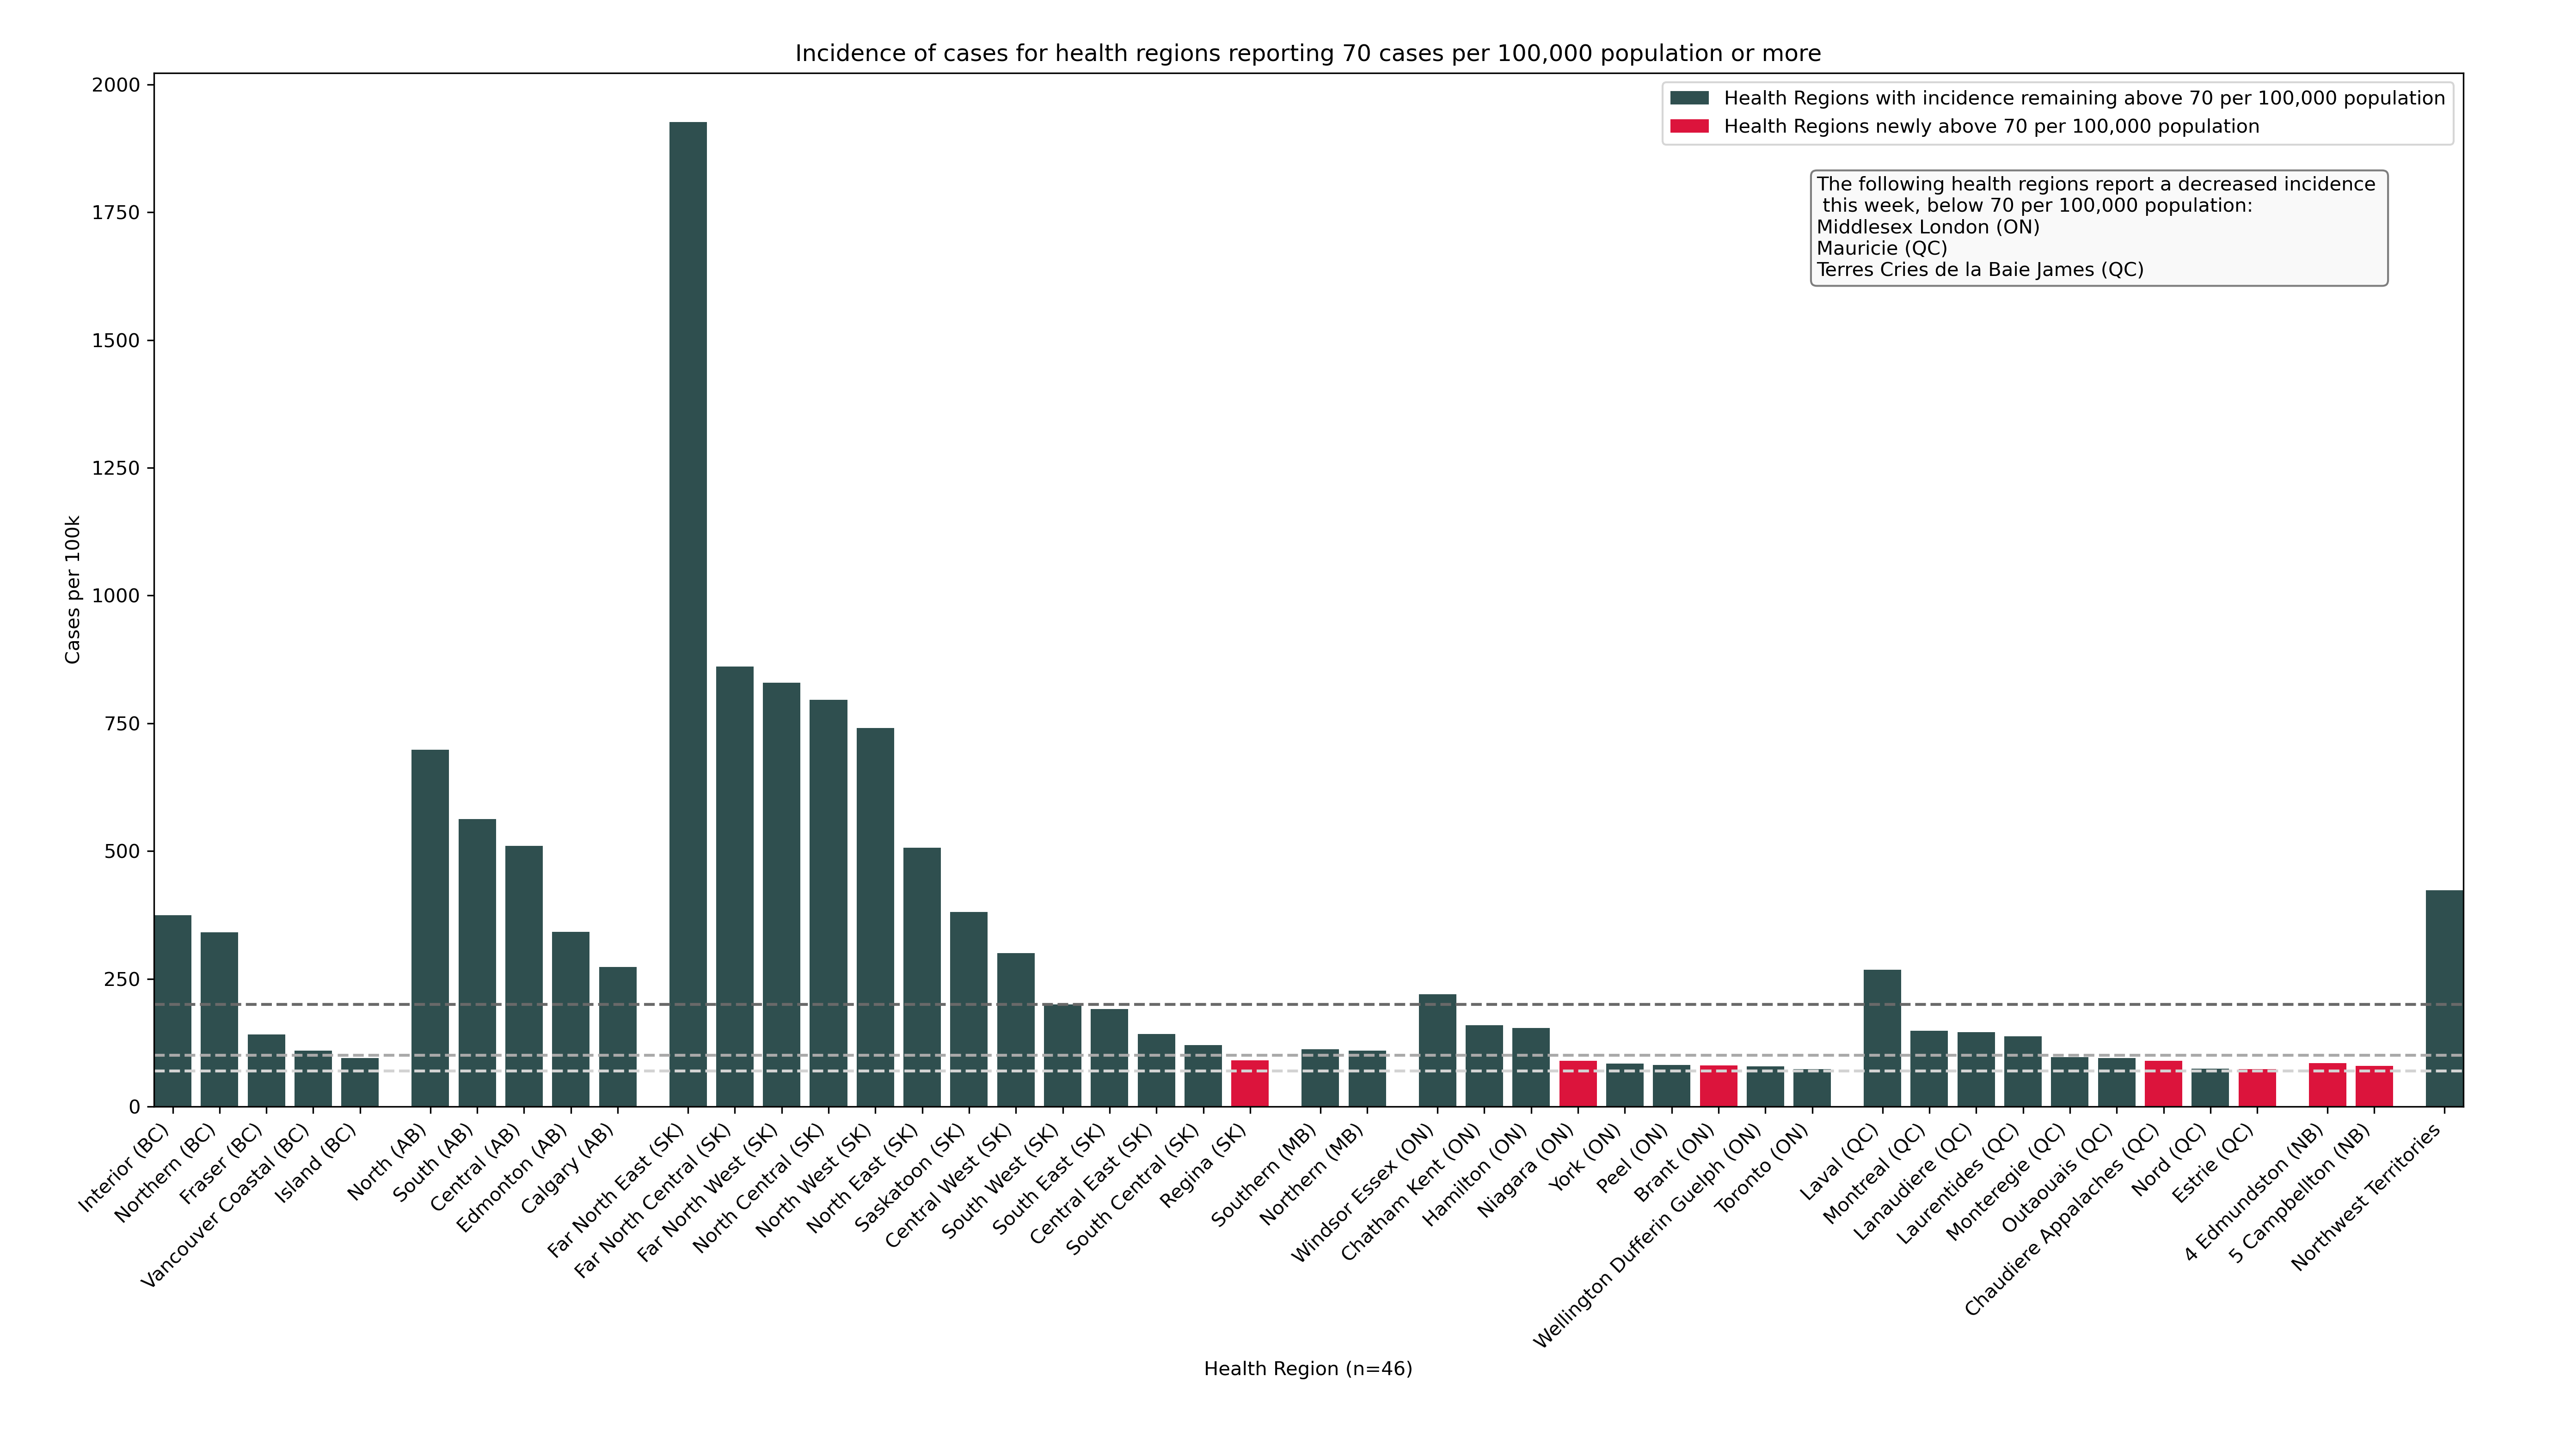 Incidence of cases for health regions reporting 70 cases per 100,000 population or more
Health Regions with incidence remaining above 70 per 100,000 population
Health Regions newly above 70 per 100,000 population
The following health regions report a decreased incidence
this week, below 70 per 100,000 population:
Middlesex London (ON)
Mauricie (QC)
Terres Cries de la Baie James (QC)
Cases per 100k
2000
1750
1500
1250
1000
750
500
250
0
Interior (BC)
Northern (BC)
Fraser (BC)
Vancouver Coastal (BC)
Island (BC)
North (AB)
South (AB)
Central (AB)
Edmonton (AB)
Calgary (AB)
Far North East (SK)
Far North Central (SK)
Far North West (SK)
North Central (SK)
North West (SK)
North East (SK)
Saskatoon (SK)
Central West (SK)
South West (SK)
South East (SK)
Central East (SK)
South Central (SK)
Regina (SK)
Southern (MB)
Northern (MB)
Windsor Essex (ON)
Chatham Kent (ON)
Hamilton (ON)
Niagara (ON)
York (ON)
Peel (ON)
Brant (ON)
Wellington Dufferin Guelph (ON)
Toronto (ON)
Laval (QC)
Montreal (QC)
Lanaudiere (QC)
Laurentides (QC)
Monteregie (QC)
Outaouais (QC)
Chaudiere Appalaches (QC)
Nord (QC)
Estrie (QC)
4 Edmundston (NB)
5 Campbellton (NB)
Northwest Territories
Health Region (n=46)